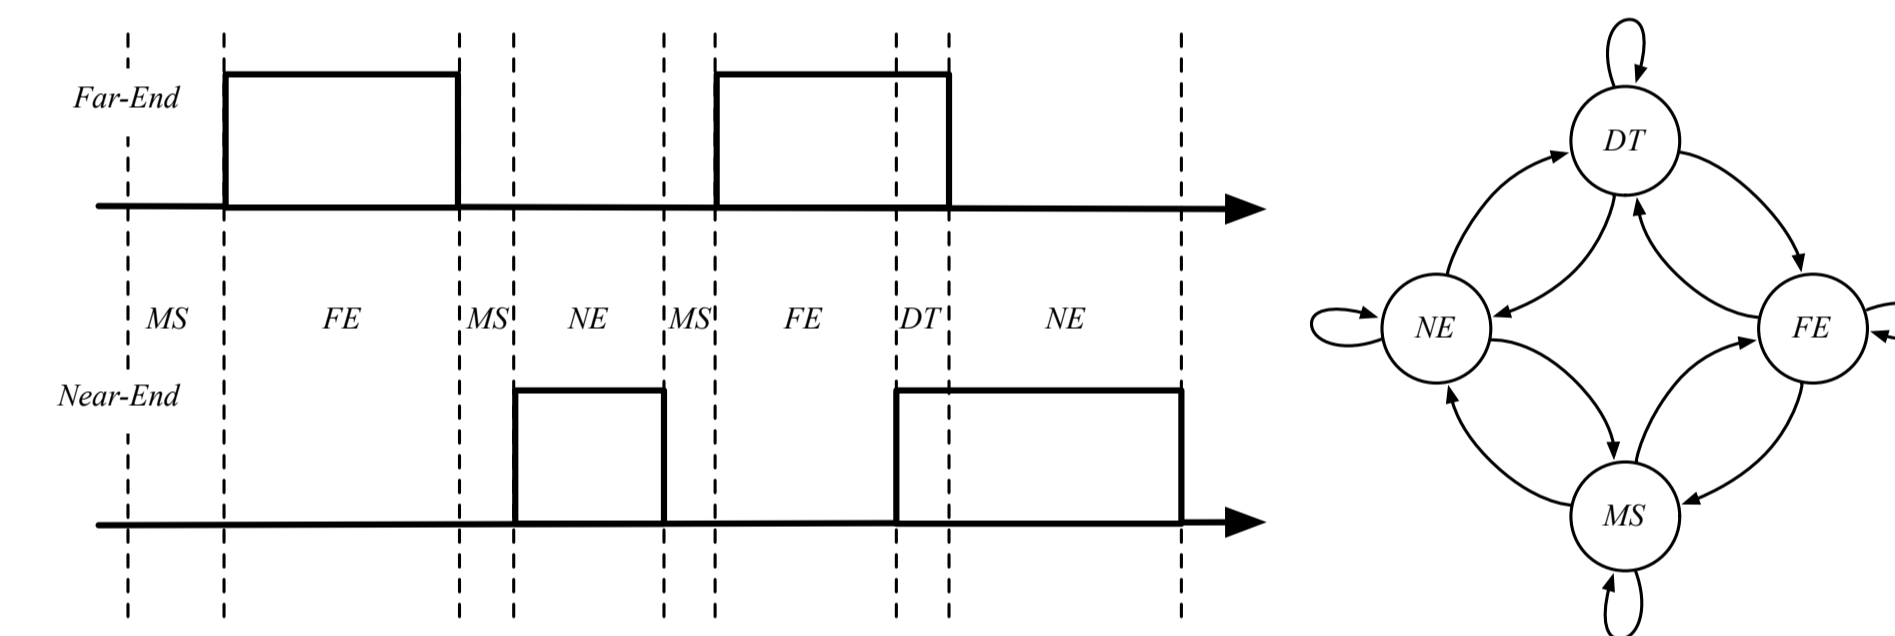 Far-End
MS FE MS NE MS FE DT NE
Near-End
DT
NE
FE
MS